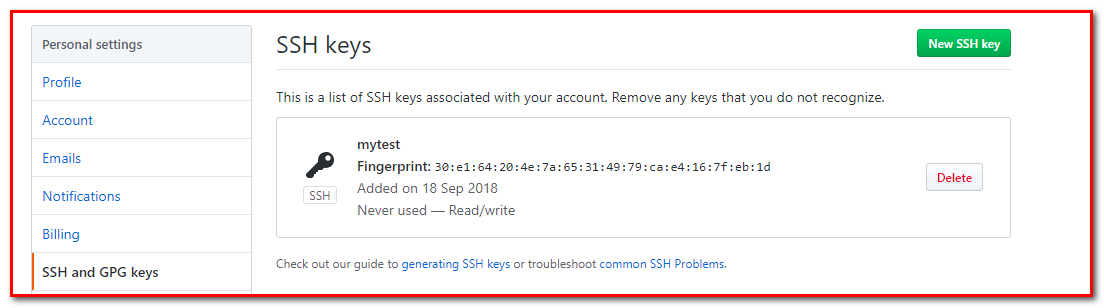 Personal settings
Profile
Account
Emails
Notifications
Billing
SSH and GPG keys
SSH keys
New SSH key
This is a list of SSH keys associated with your account. Remove any keys that you do not recognize.
mytest
Fingerprint: 30:e1:64:20:4e:7a:65:31:49:79:ca:e4:16:7f:eb:1d
SSH
Added on 18 Sep 2018
Never used — Read/write
Delete
Check out our guide to generating SSH keys or troubleshoot common SSH Problems.